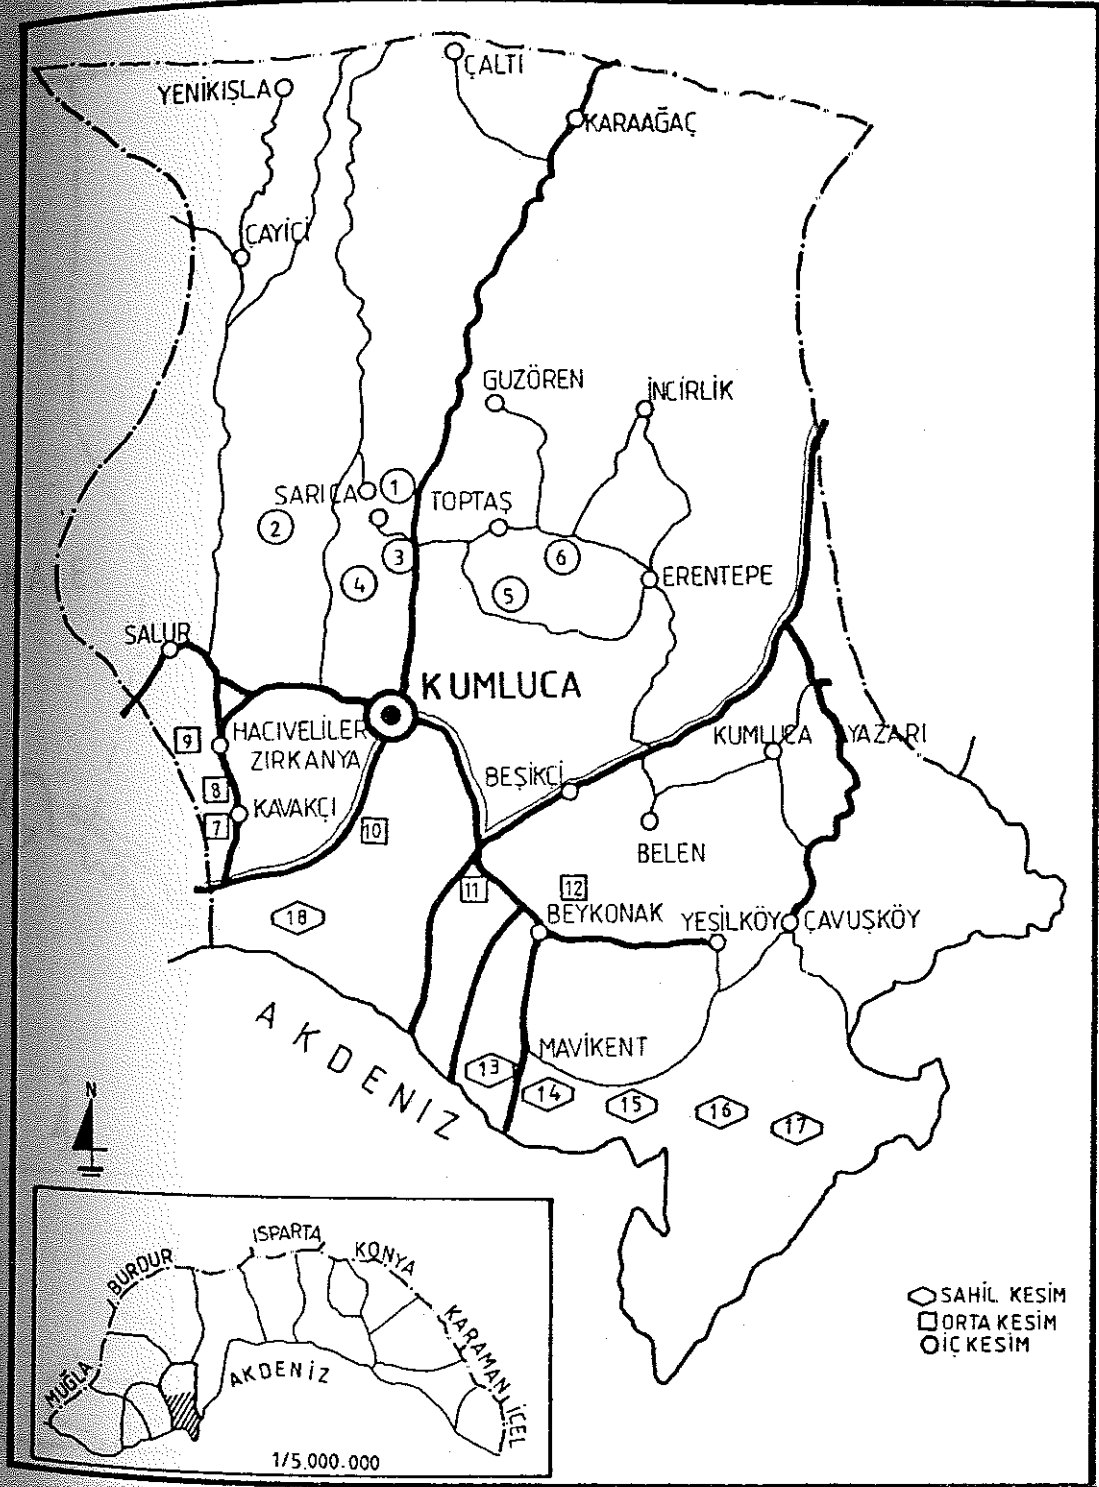 ÇALTI
YENİKIŞLA
KARAAĞAÇ
ÇAYİÇİ
GUZÖREN
İNCİRLİK
SARICA
1
TOPTAŞ
2
3
6
4
5
ERENTEPE
SALUR
KUMLUCA
9
HACIVELİLER
KUMLUCA YAZARI
ZIRKANYA
BEŞİKÇİ
8
KAVAKÇI
7
10
BELEN
11
12
18
BEYKONAK
YEŞİLKÖY
ÇAVUŞKÖY
AKDENİZ
MAVİKENT
13
14
15
16
17
N
ISPARTA
KONYA
BURDUR
KARAMAN
MUĞLA
AKDENİZ
İÇEL
1/5.000.000
SAHİL KESİM
ORTA KESİM
İÇ KESİM